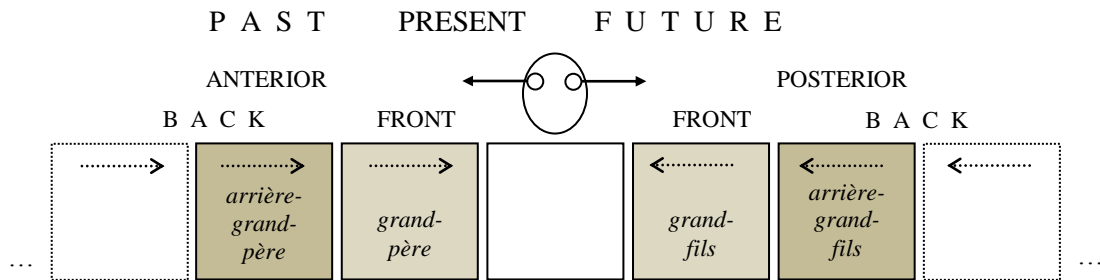 P A S T PRESENT F U T U R E
ANTERIOR POSTERIOR
B A C K FRONT FRONT B A C K
arrière-
grand-
père
grand-
père
grand-
fils
arrière-
grand-
fils
… …